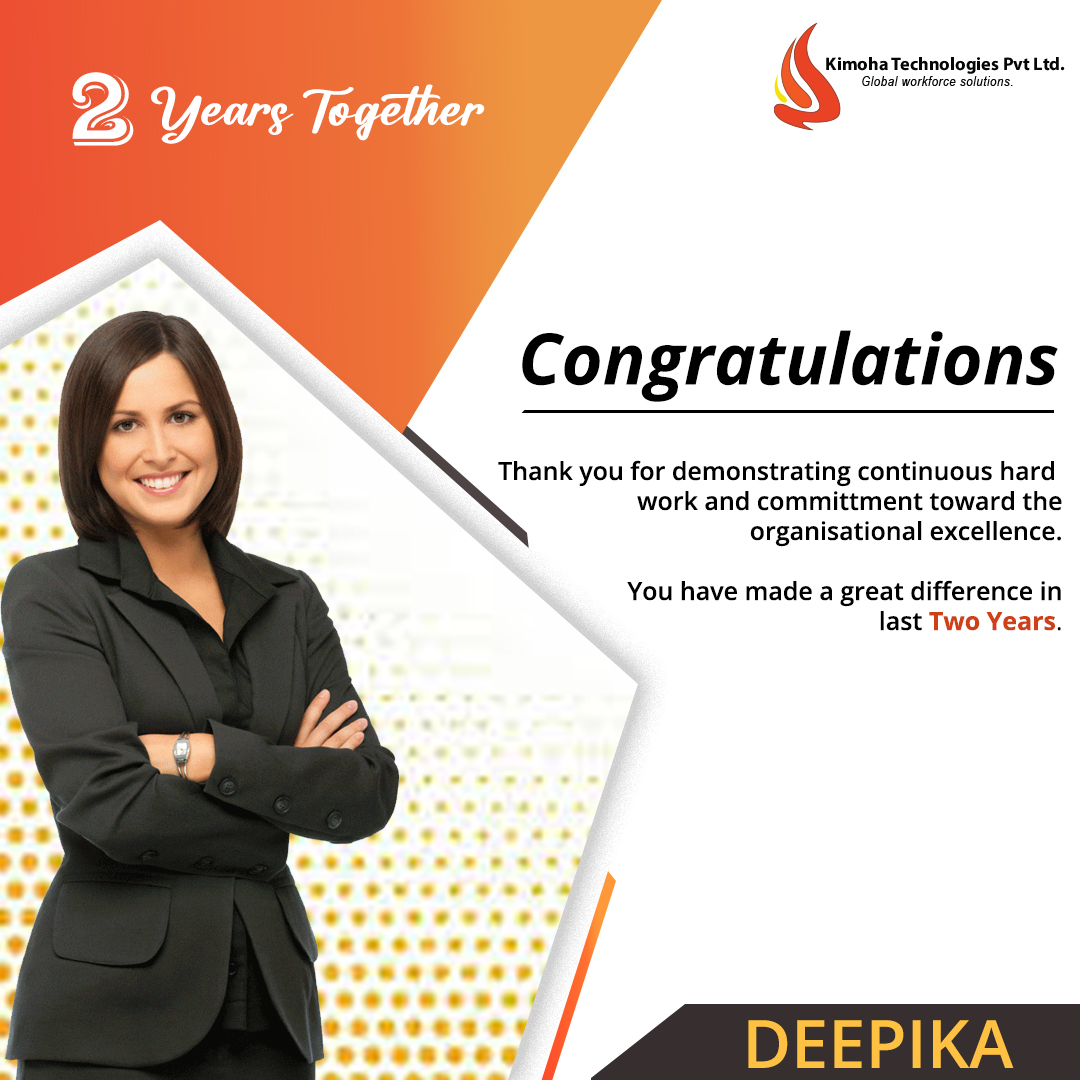 2 Years Together
Kimoha Technologies Pvt Ltd.
Global workforce solutions.
Congratulations
Thank you for demonstrating continuous hard
work and committment toward the
organisational excellence.
You have made a great difference in
last Two Years.
DEEPIKA